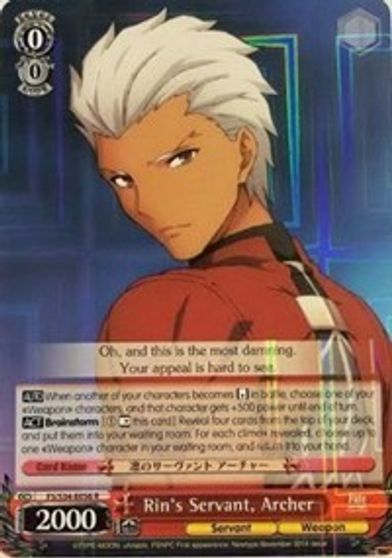 LEVEL
0
0
Oh, and this is the most damning.
Your appeal is hard to see.
AUTO When another of your characters becomes in battle, choose one of your
«Weapon» characters, and that character gets +500 power until end of turn.
ACT Brainstorm [① this card] Reveal four cards from the top of your deck,
and put them into your waiting room. For each climax revealed, choose up
to one «Weapon» character in your waiting room, and return it to your hand.
Card Name 凛のサーヴァント アーチャー
Rin's Servant, Archer
2000
Servant
Weapon
Fate